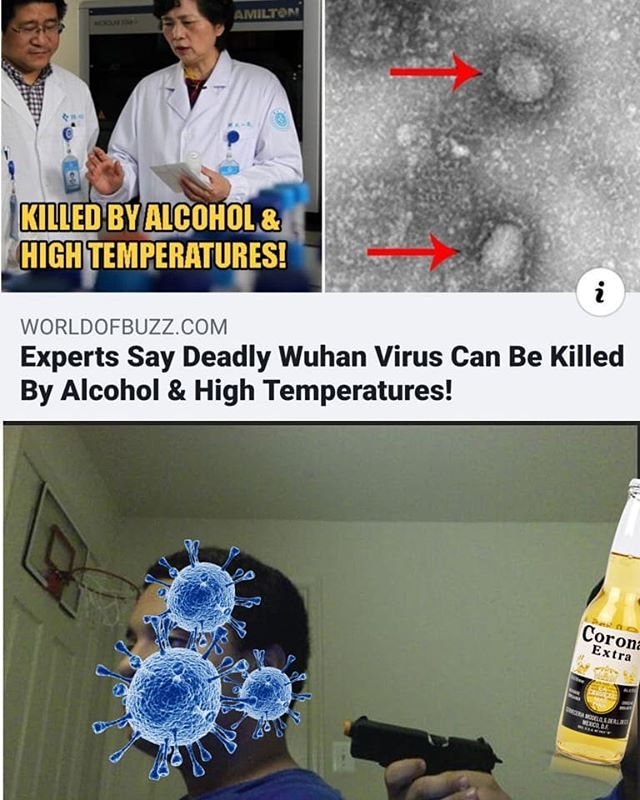 AMILTON
KILLED BY ALCOHOL &
HIGH TEMPERATURES!
i
WORLDOFBUZZ.COM
Experts Say Deadly Wuhan Virus Can Be Killed
By Alcohol & High Temperatures!
Corona
Extra